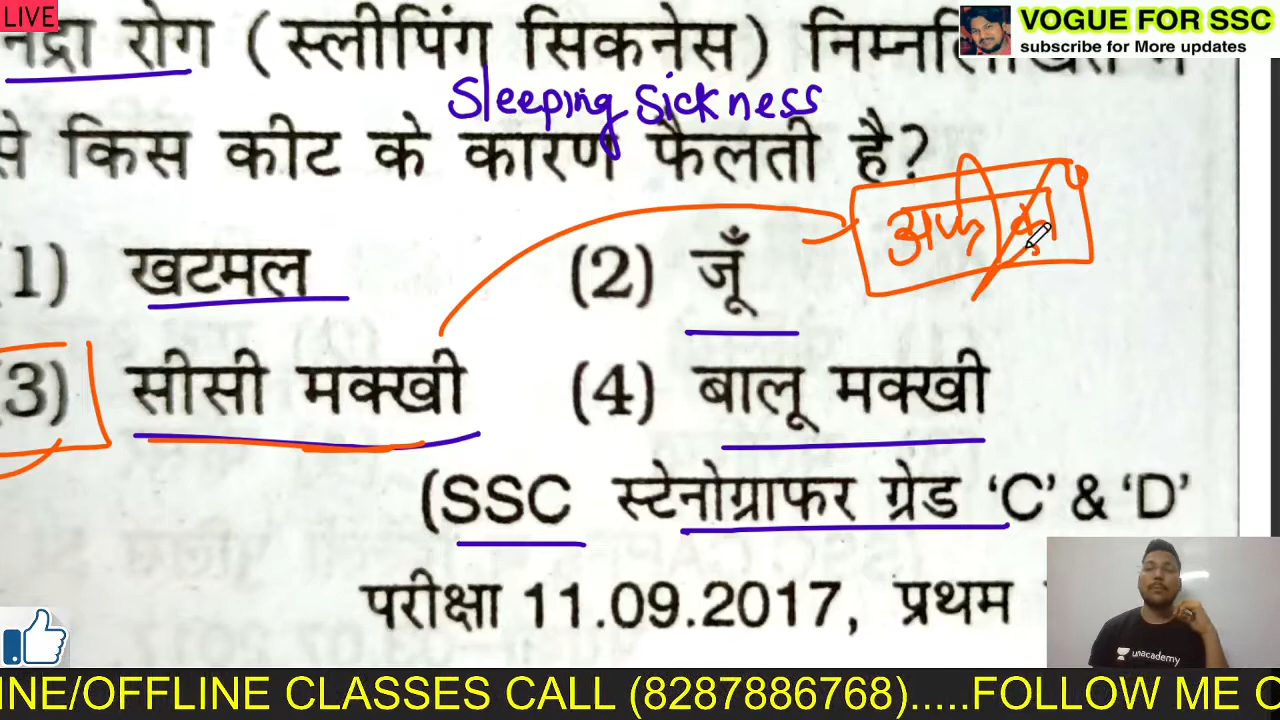 LIVE
VOGUE FOR SSC
subscribe for More updates
निद्रा रोग (स्लीपिंग सिकनेस) निम्नलिखित में
Sleeping Sickness
से किस कीट के कारण फैलती है?
अफ्रीका
(1) खटमल (2) जूँ
(3) सीसी मक्खी (4) बालू मक्खी
(SSC स्टेनोग्राफर ग्रेड ‘C’ & ‘D’
परीक्षा 11.09.2017, प्रथम
unacademy
INE/OFFLINE CLASSES CALL (8287886768).....FOLLOW ME